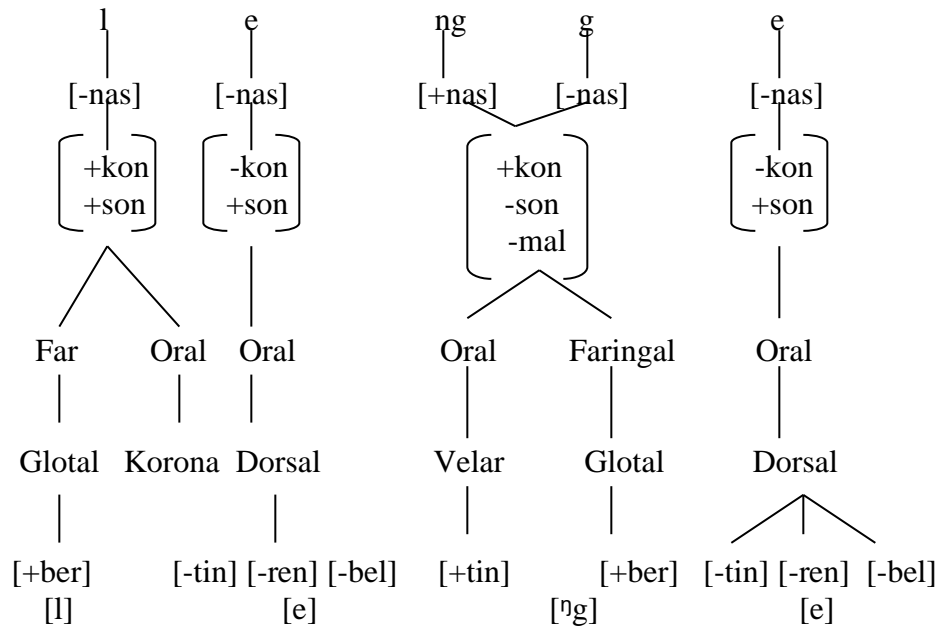 l e ng g e
[-nas] [-nas] [+nas] [-nas] [-nas]
+kon -kon +kon -kon
+son +son -son +son
-mal
Far Oral Oral Oral Faringal Oral
Glotal Korona Dorsal Velar Glotal Dorsal
[+ber] [-tin] [-ren] [-bel] [+tin] [+ber] [-tin] [-ren] [-bel]
[l] [e] [ᵑg] [e]